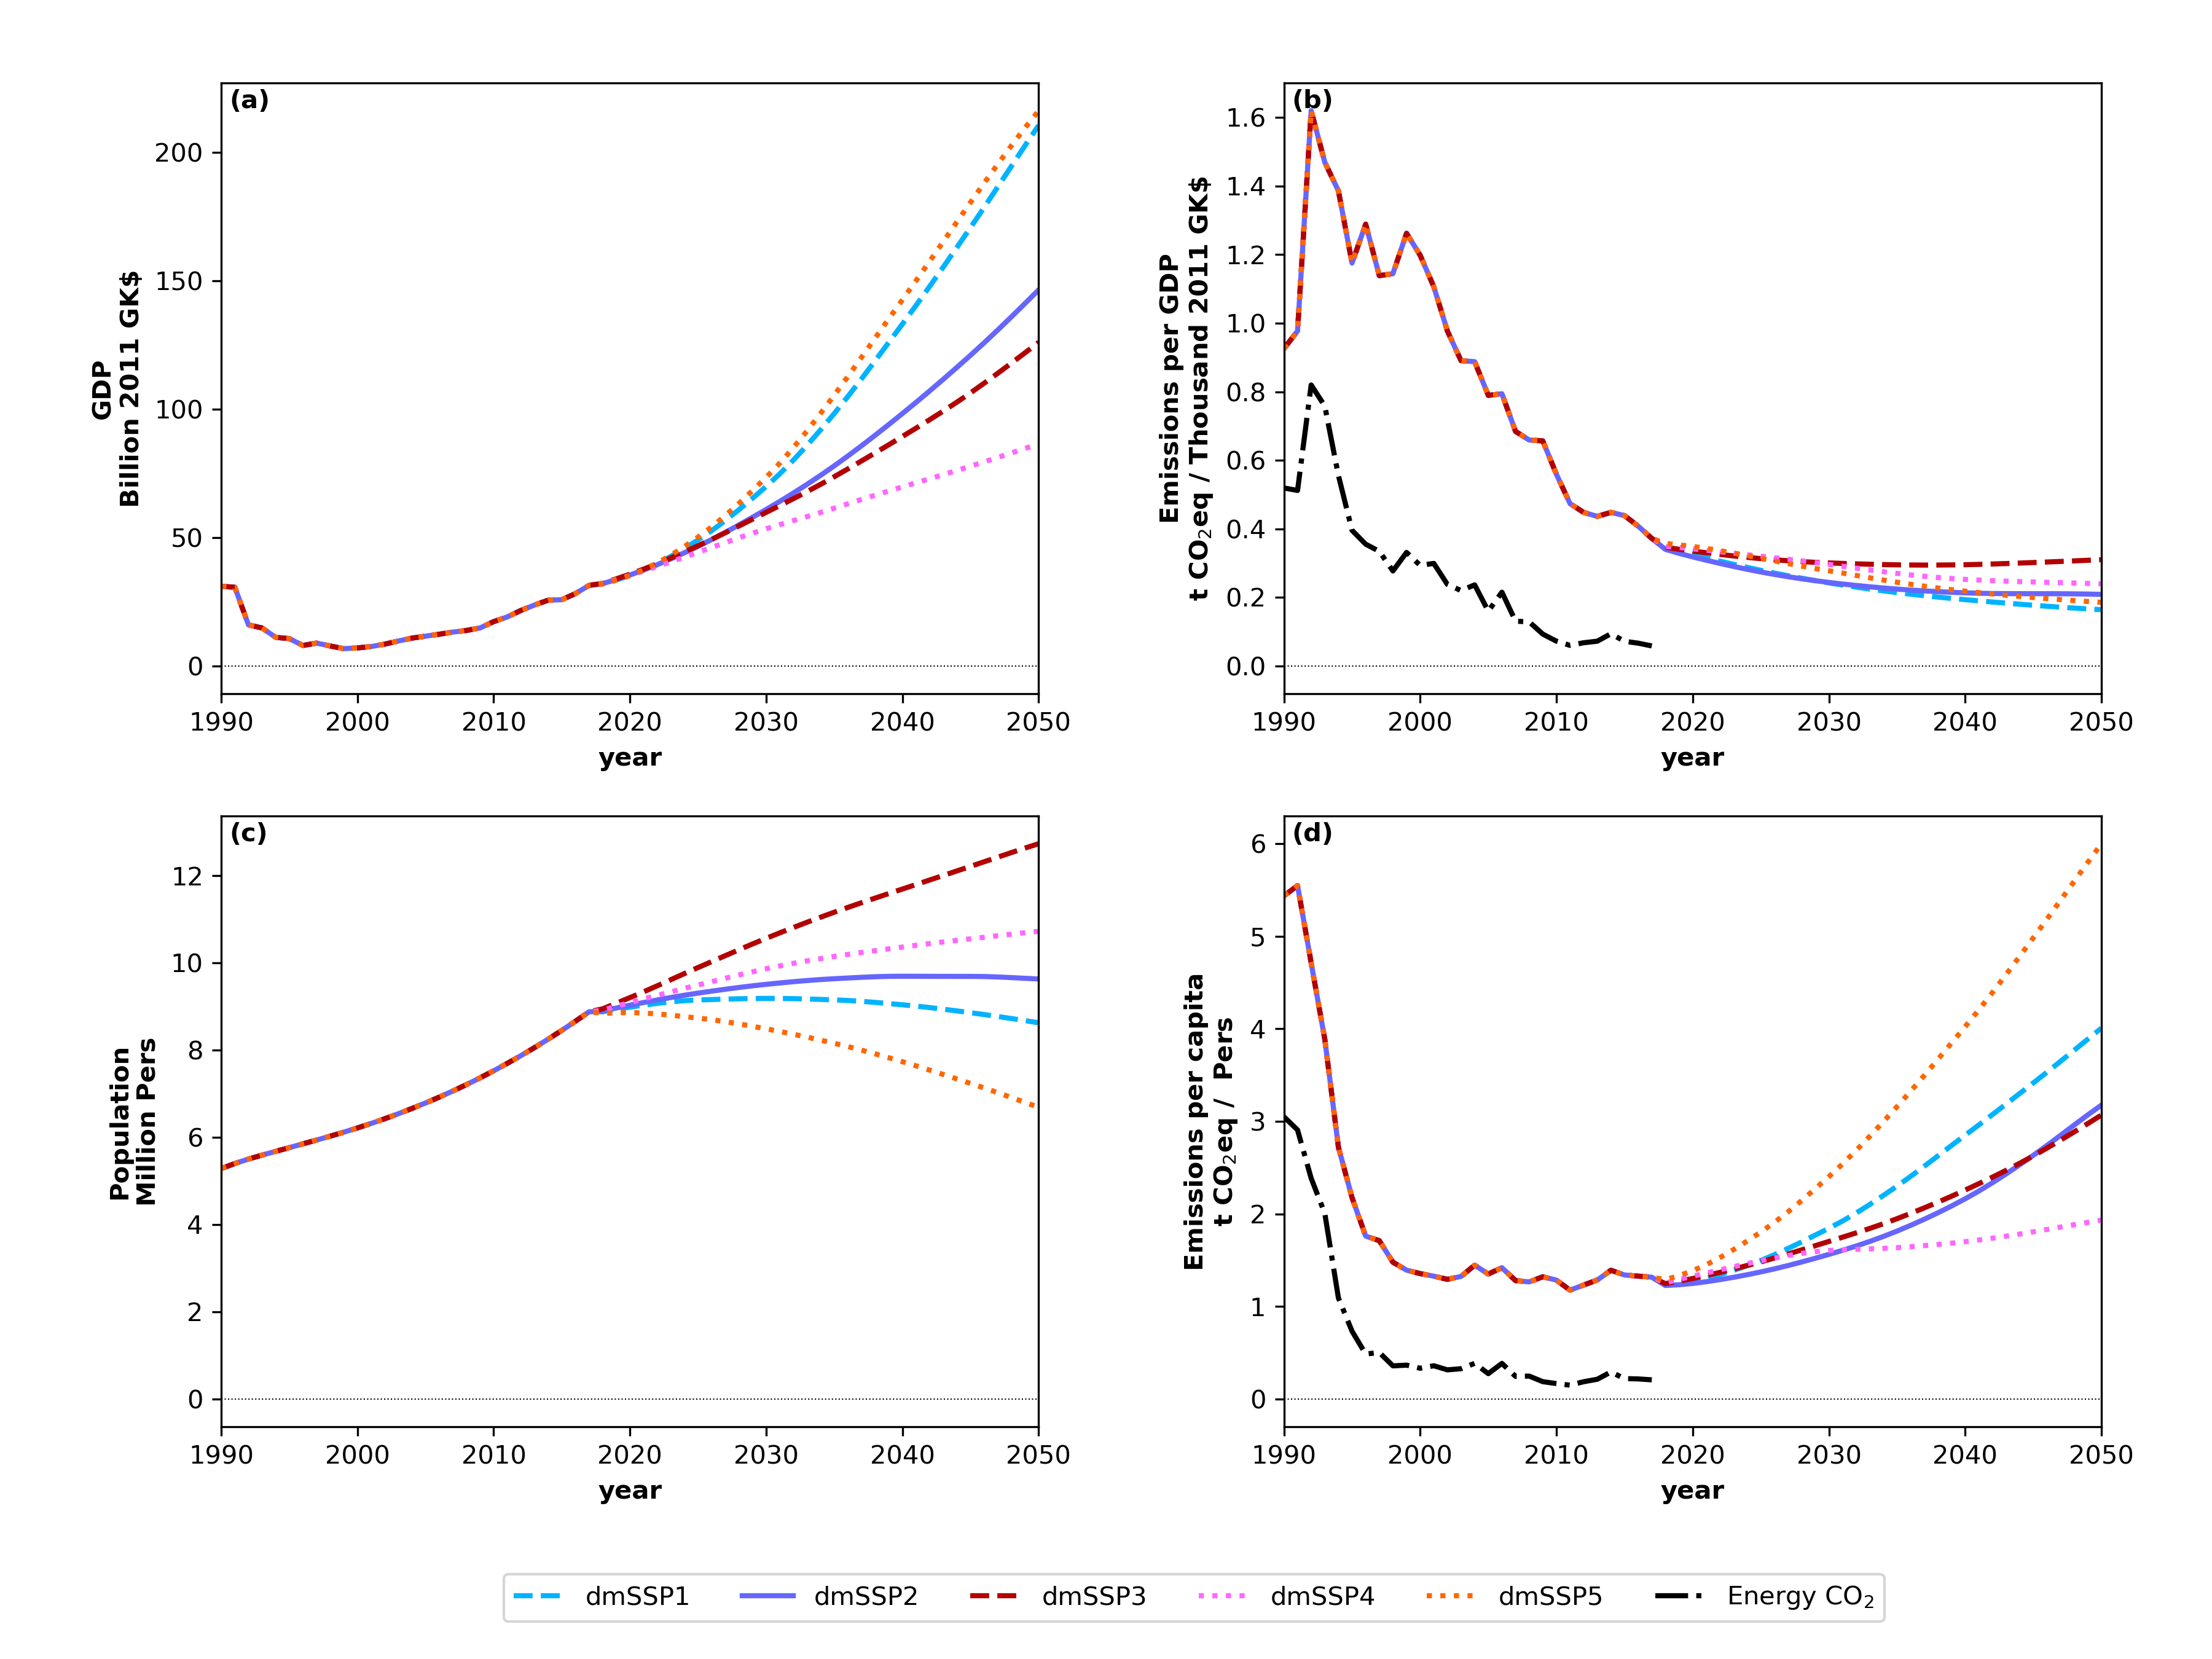 (a)
GDP
Billion 2011 GK$
200
150
100
50
0
1990 2000 2010 2020 2030 2040 2050
year
(b)
Emissions per GDP
t CO₂eq / Thousand 2011 GK$
1.6
1.4
1.2
1.0
0.8
0.6
0.4
0.2
0.0
1990 2000 2010 2020 2030 2040 2050
year
(c)
Population
Million Pers
12
10
8
6
4
2
0
1990 2000 2010 2020 2030 2040 2050
year
(d)
Emissions per capita
t CO₂eq / Pers
6
5
4
3
2
1
0
1990 2000 2010 2020 2030 2040 2050
year
dmSSP1 dmSSP2 dmSSP3 dmSSP4 dmSSP5 Energy CO₂